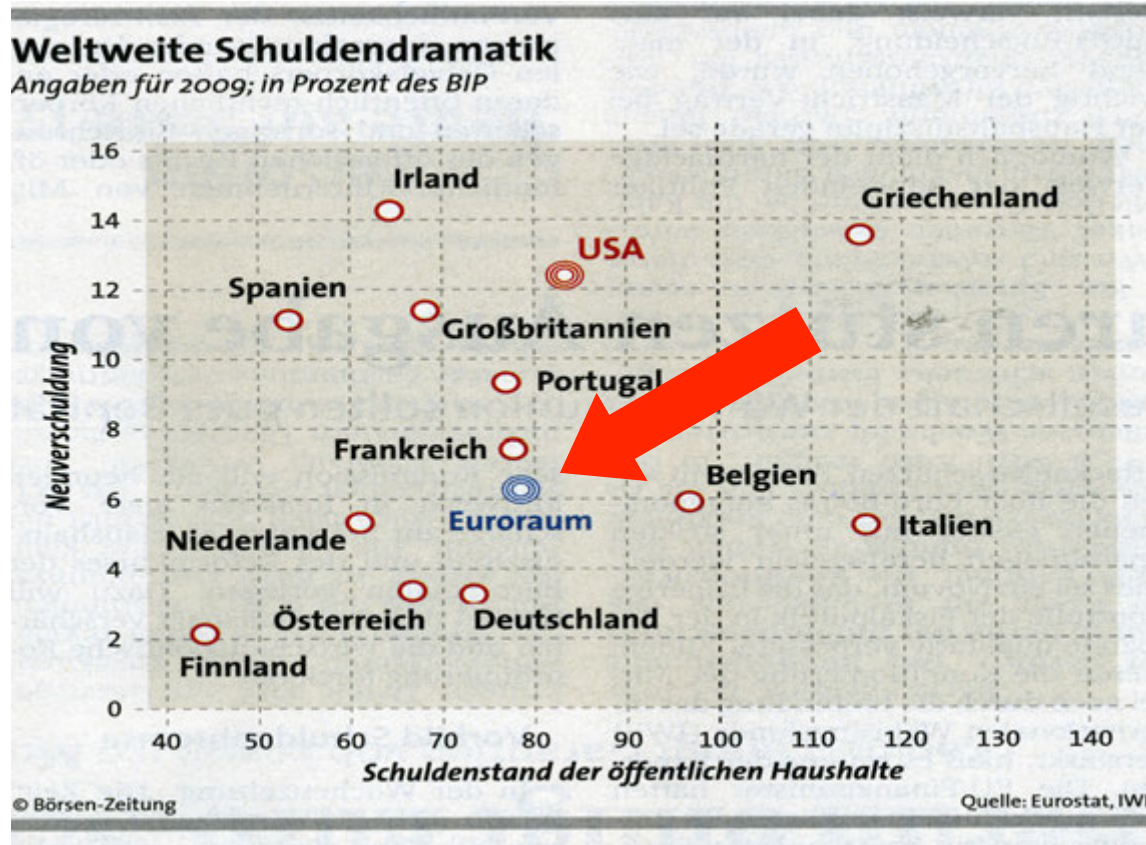 Weltweite Schuldendramatik
Angaben für 2009; in Prozent des BIP
16
Irland
Griechenland
14
USA
12
Spanien
Großbritannien
10
Portugal
8
Frankreich
Belgien
6
Euroraum
Italien
Niederlande
4
Österreich
Deutschland
2
Finnland
0
Neuverschuldung
40 50 60 70 80 90 100 110 120 130 140
Schuldenstand der öffentlichen Haushalte
© Börsen-Zeitung
Quelle: Eurostat, IW